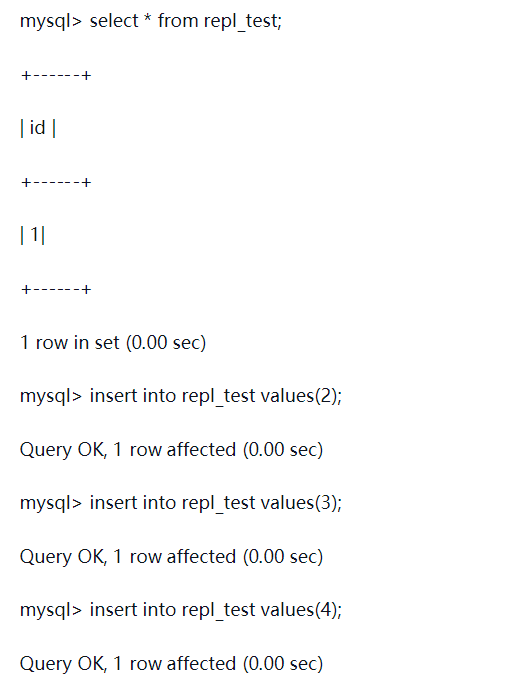 mysql> select * from repl_test;
+------+
| id |
+------+
| 1|
+------+
1 row in set (0.00 sec)
mysql> insert into repl_test values(2);
Query OK, 1 row affected (0.00 sec)
mysql> insert into repl_test values(3);
Query OK, 1 row affected (0.00 sec)
mysql> insert into repl_test values(4);
Query OK, 1 row affected (0.00 sec)